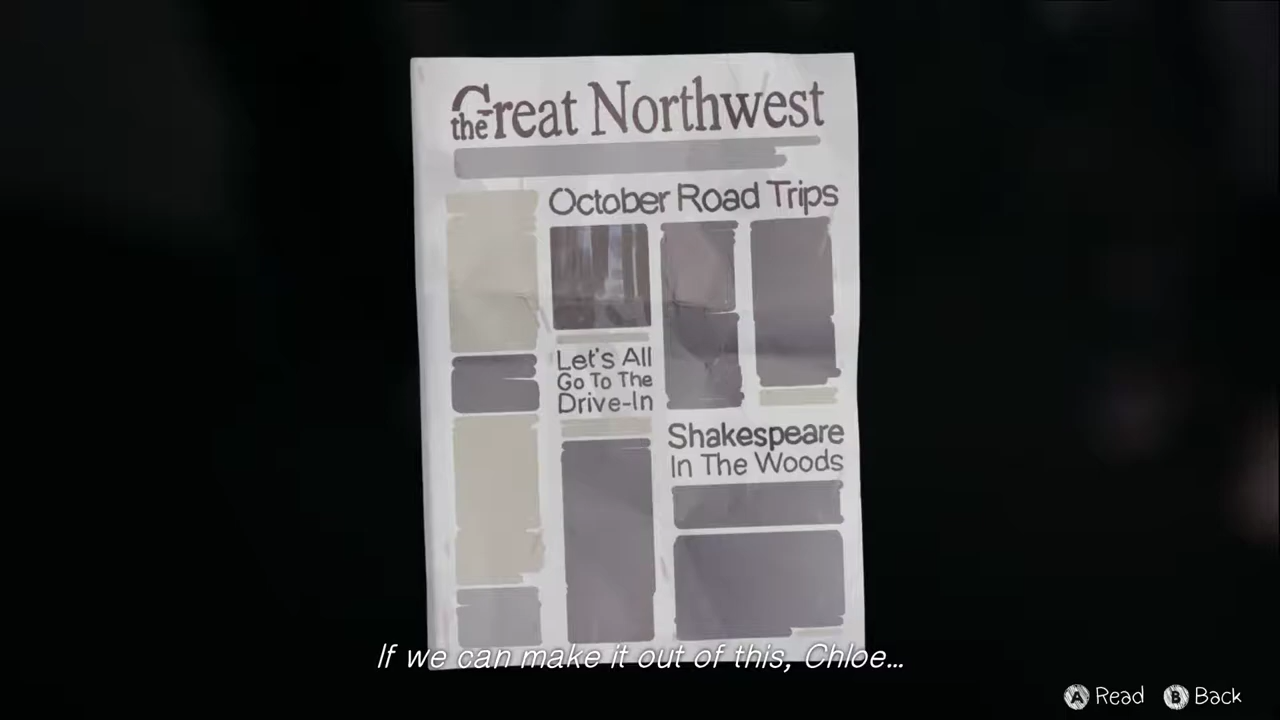 the Great Northwest
October Road Trips
Let's All
Go To The
Drive-In
Shakespeare
In The Woods
If we can make it out of this, Chloe...
A Read B Back